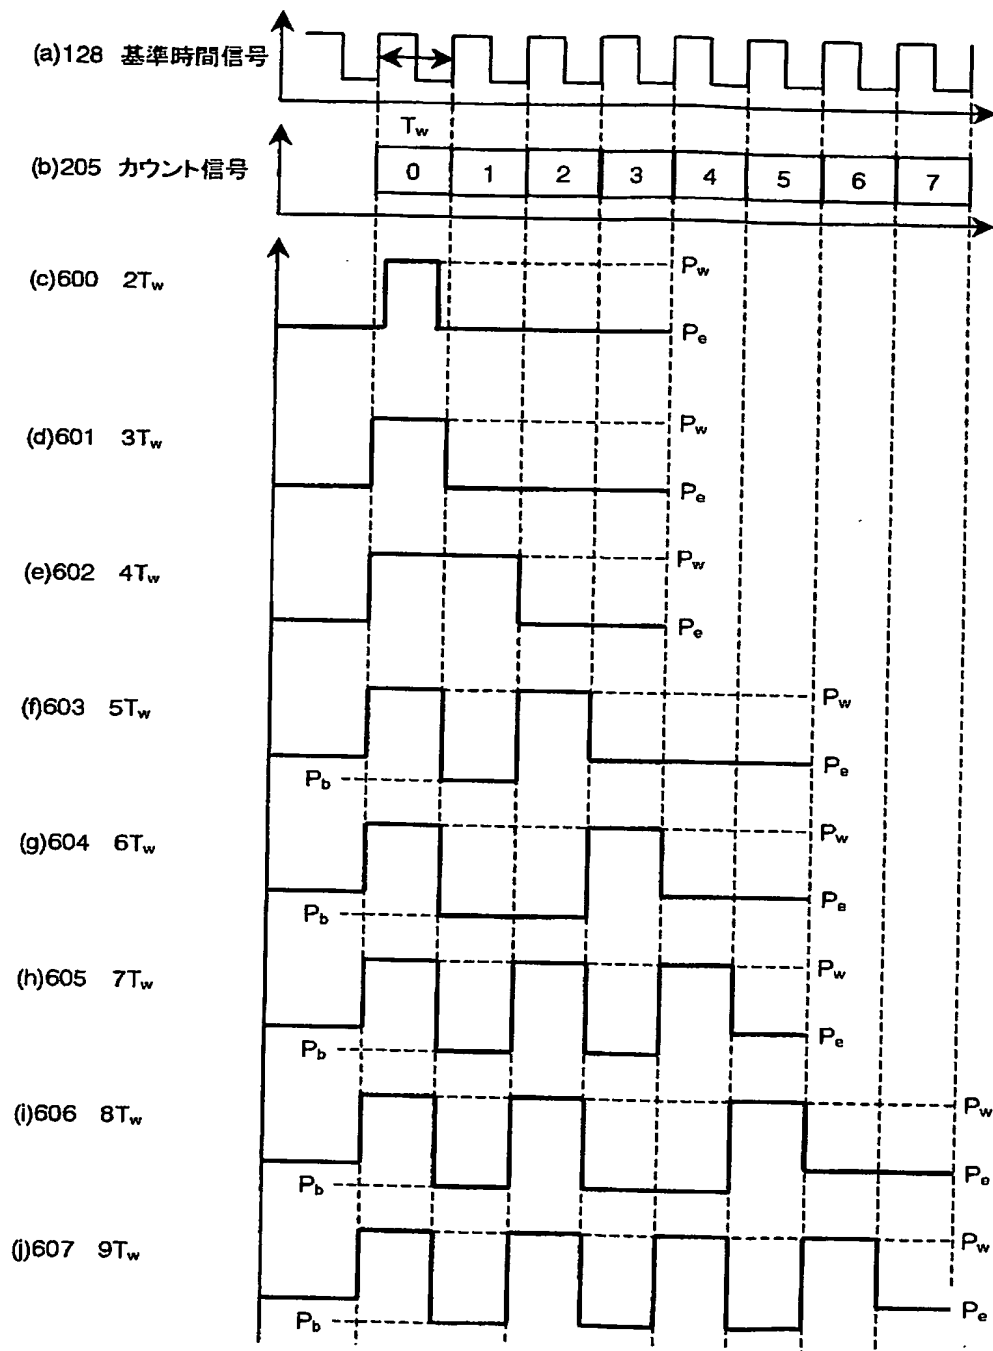 (a)128 基準時間信号
Tw
(b)205 カウント信号
0 1 2 3 4 5 6 7
(c)600 2Tw
Pw
Pe
(d)601 3Tw
Pw
Pe
(e)602 4Tw
Pw
Pe
(f)603 5Tw
Pw
Pb
Pe
(g)604 6Tw
Pw
Pb
Pe
(h)605 7Tw
Pw
Pb
Pe
(i)606 8Tw
Pw
Pb
Pe
(j)607 9Tw
Pw
Pb
Pe